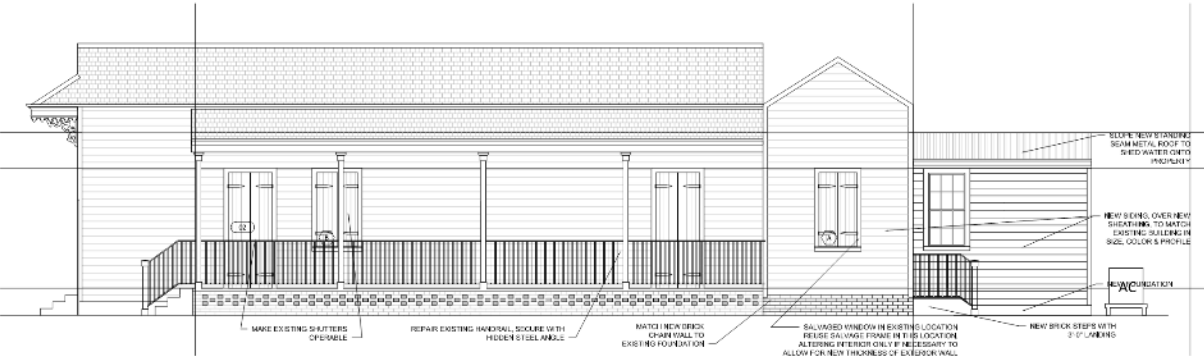 SLOPE NEW STANDING
SEAM METAL ROOF TO
SHED WATER ONTO
PROPERTY
02
NEW SIDING, OVER NEW
SHEATHING, TO MATCH
EXISTING BUILDING IN
SIZE, COLOR & PROFILE
AC
NEW FOUNDATION
MAKE EXISTING SHUTTERS
OPERABLE
REPAIR EXISTING HANDRAIL, SECURE WITH
HIDDEN STEEL ANGLE
MATCH NEW BRICK
CHAIN WALL TO
EXISTING FOUNDATION
SALVAGED WINDOW IN EXISTING LOCATION
REUSE SALVAGE FRAME IN THIS LOCATION,
ALTERING INTERIOR ONLY IF NECESSARY TO
ALLOW FOR NEW THICKNESS OF EXTERIOR WALL
NEW BRICK STEPS WITH
3'-0" LANDING